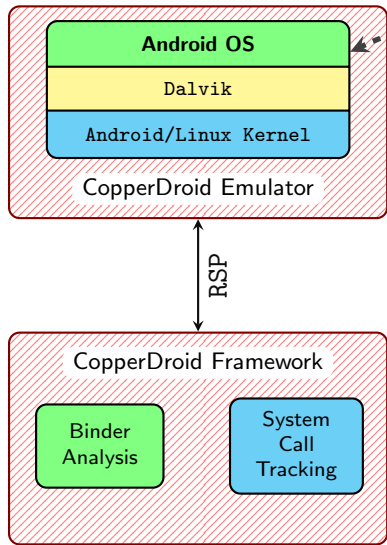 Android OS
Dalvik
Android/Linux Kernel
CopperDroid Emulator
RSP
CopperDroid Framework
Binder
Analysis
System
Call
Tracking